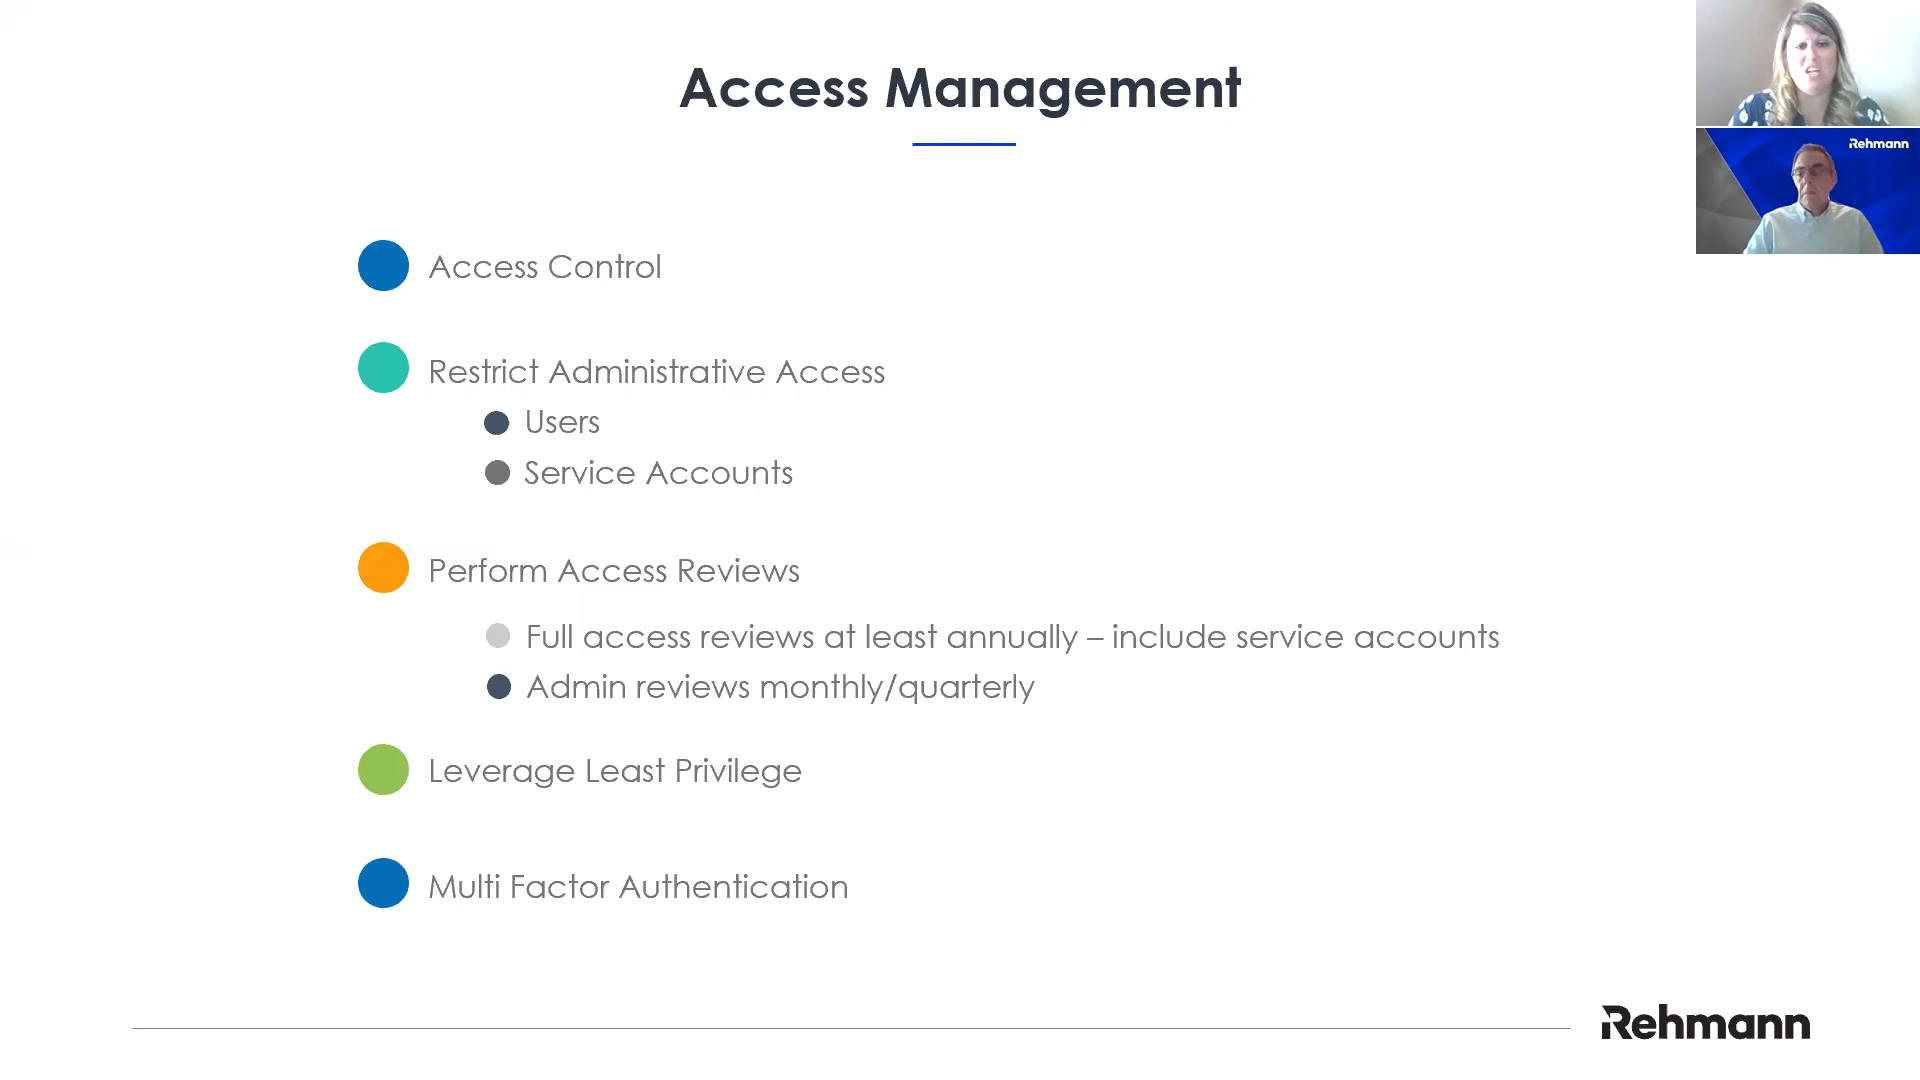 Access Management
Rehmann
Access Control
Restrict Administrative Access
Users
Service Accounts
Perform Access Reviews
Full access reviews at least annually – include service accounts
Admin reviews monthly/quarterly
Leverage Least Privilege
Multi Factor Authentication
Rehmann